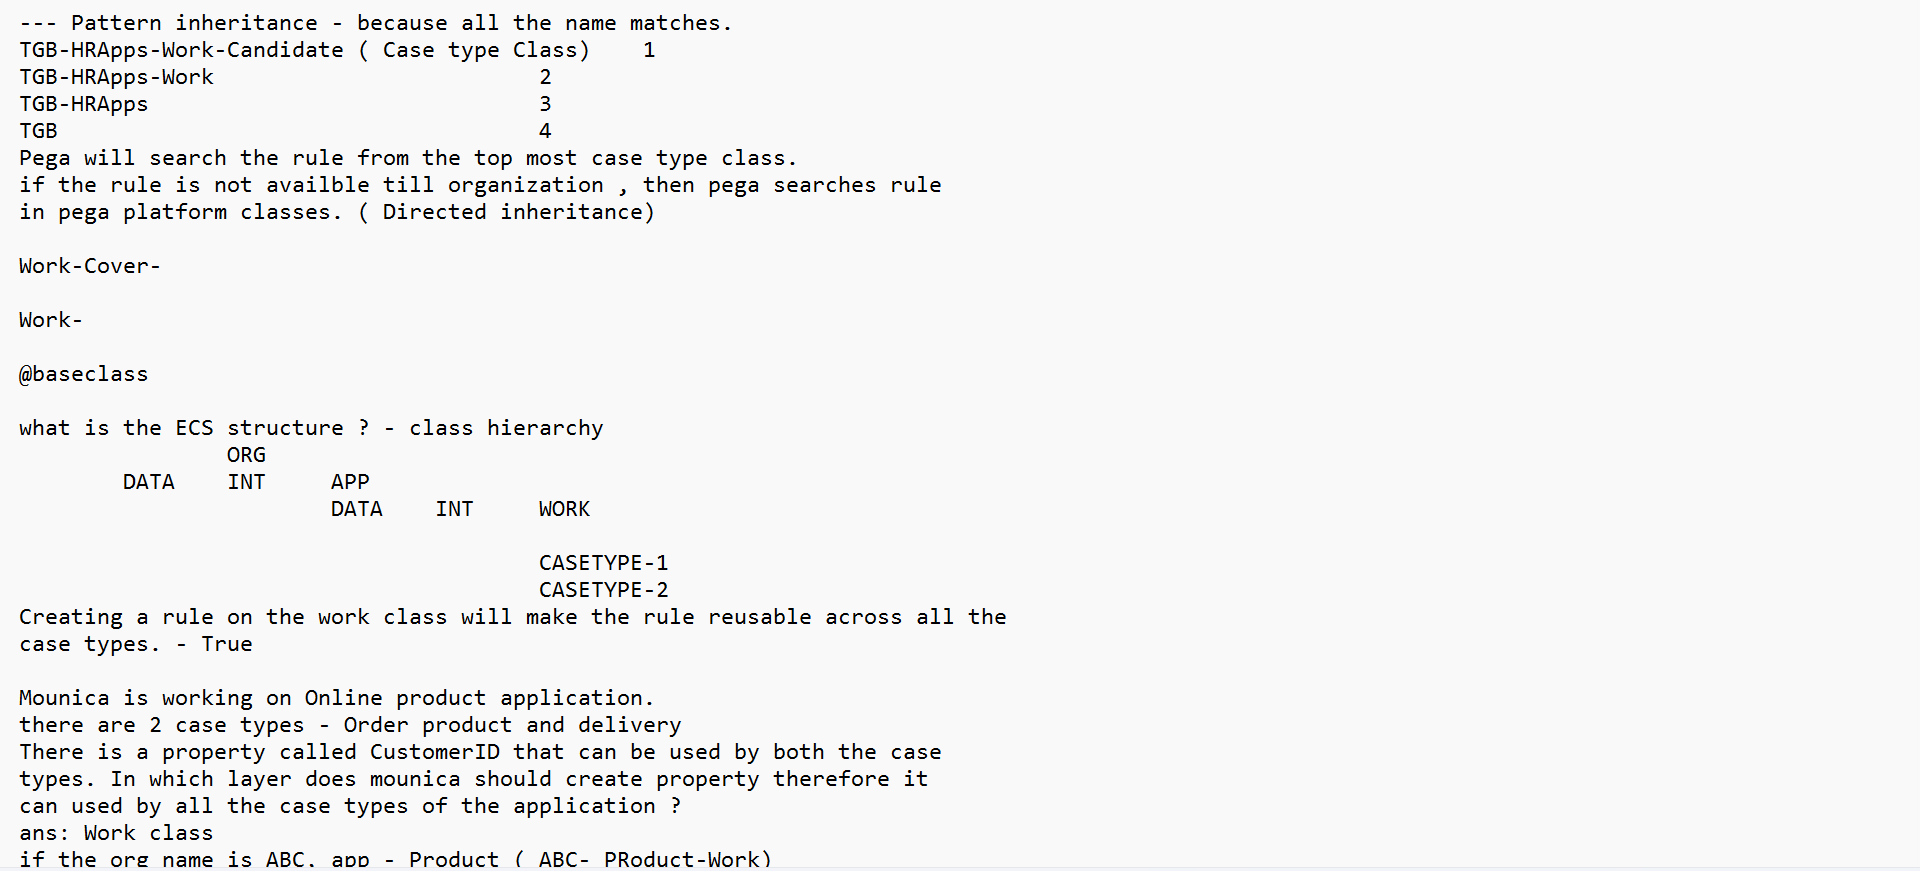 --- Pattern inheritance - because all the name matches.
TGB-HRApps-Work-Candidate ( Case type Class)    1
TGB-HRApps-Work                         2
TGB-HRApps                              3
TGB                                     4
Pega will search the rule from the top most case type class.
if the rule is not availble till organization , then pega searches rule
in pega platform classes. ( Directed inheritance)
Work-Cover-
Work-
@baseclass
what is the ECS structure ? - class hierarchy
                ORG
        DATA    INT     APP
                        DATA    INT     WORK
                                        CASETYPE-1
                                        CASETYPE-2
Creating a rule on the work class will make the rule reusable across all the
case types. - True
Mounica is working on Online product application.
there are 2 case types - Order product and delivery
There is a property called CustomerID that can be used by both the case
types. In which layer does mounica should create property therefore it
can used by all the case types of the application ?
ans: Work class
if the org name is ABC, app - Product ( ABC- PRoduct-Work)